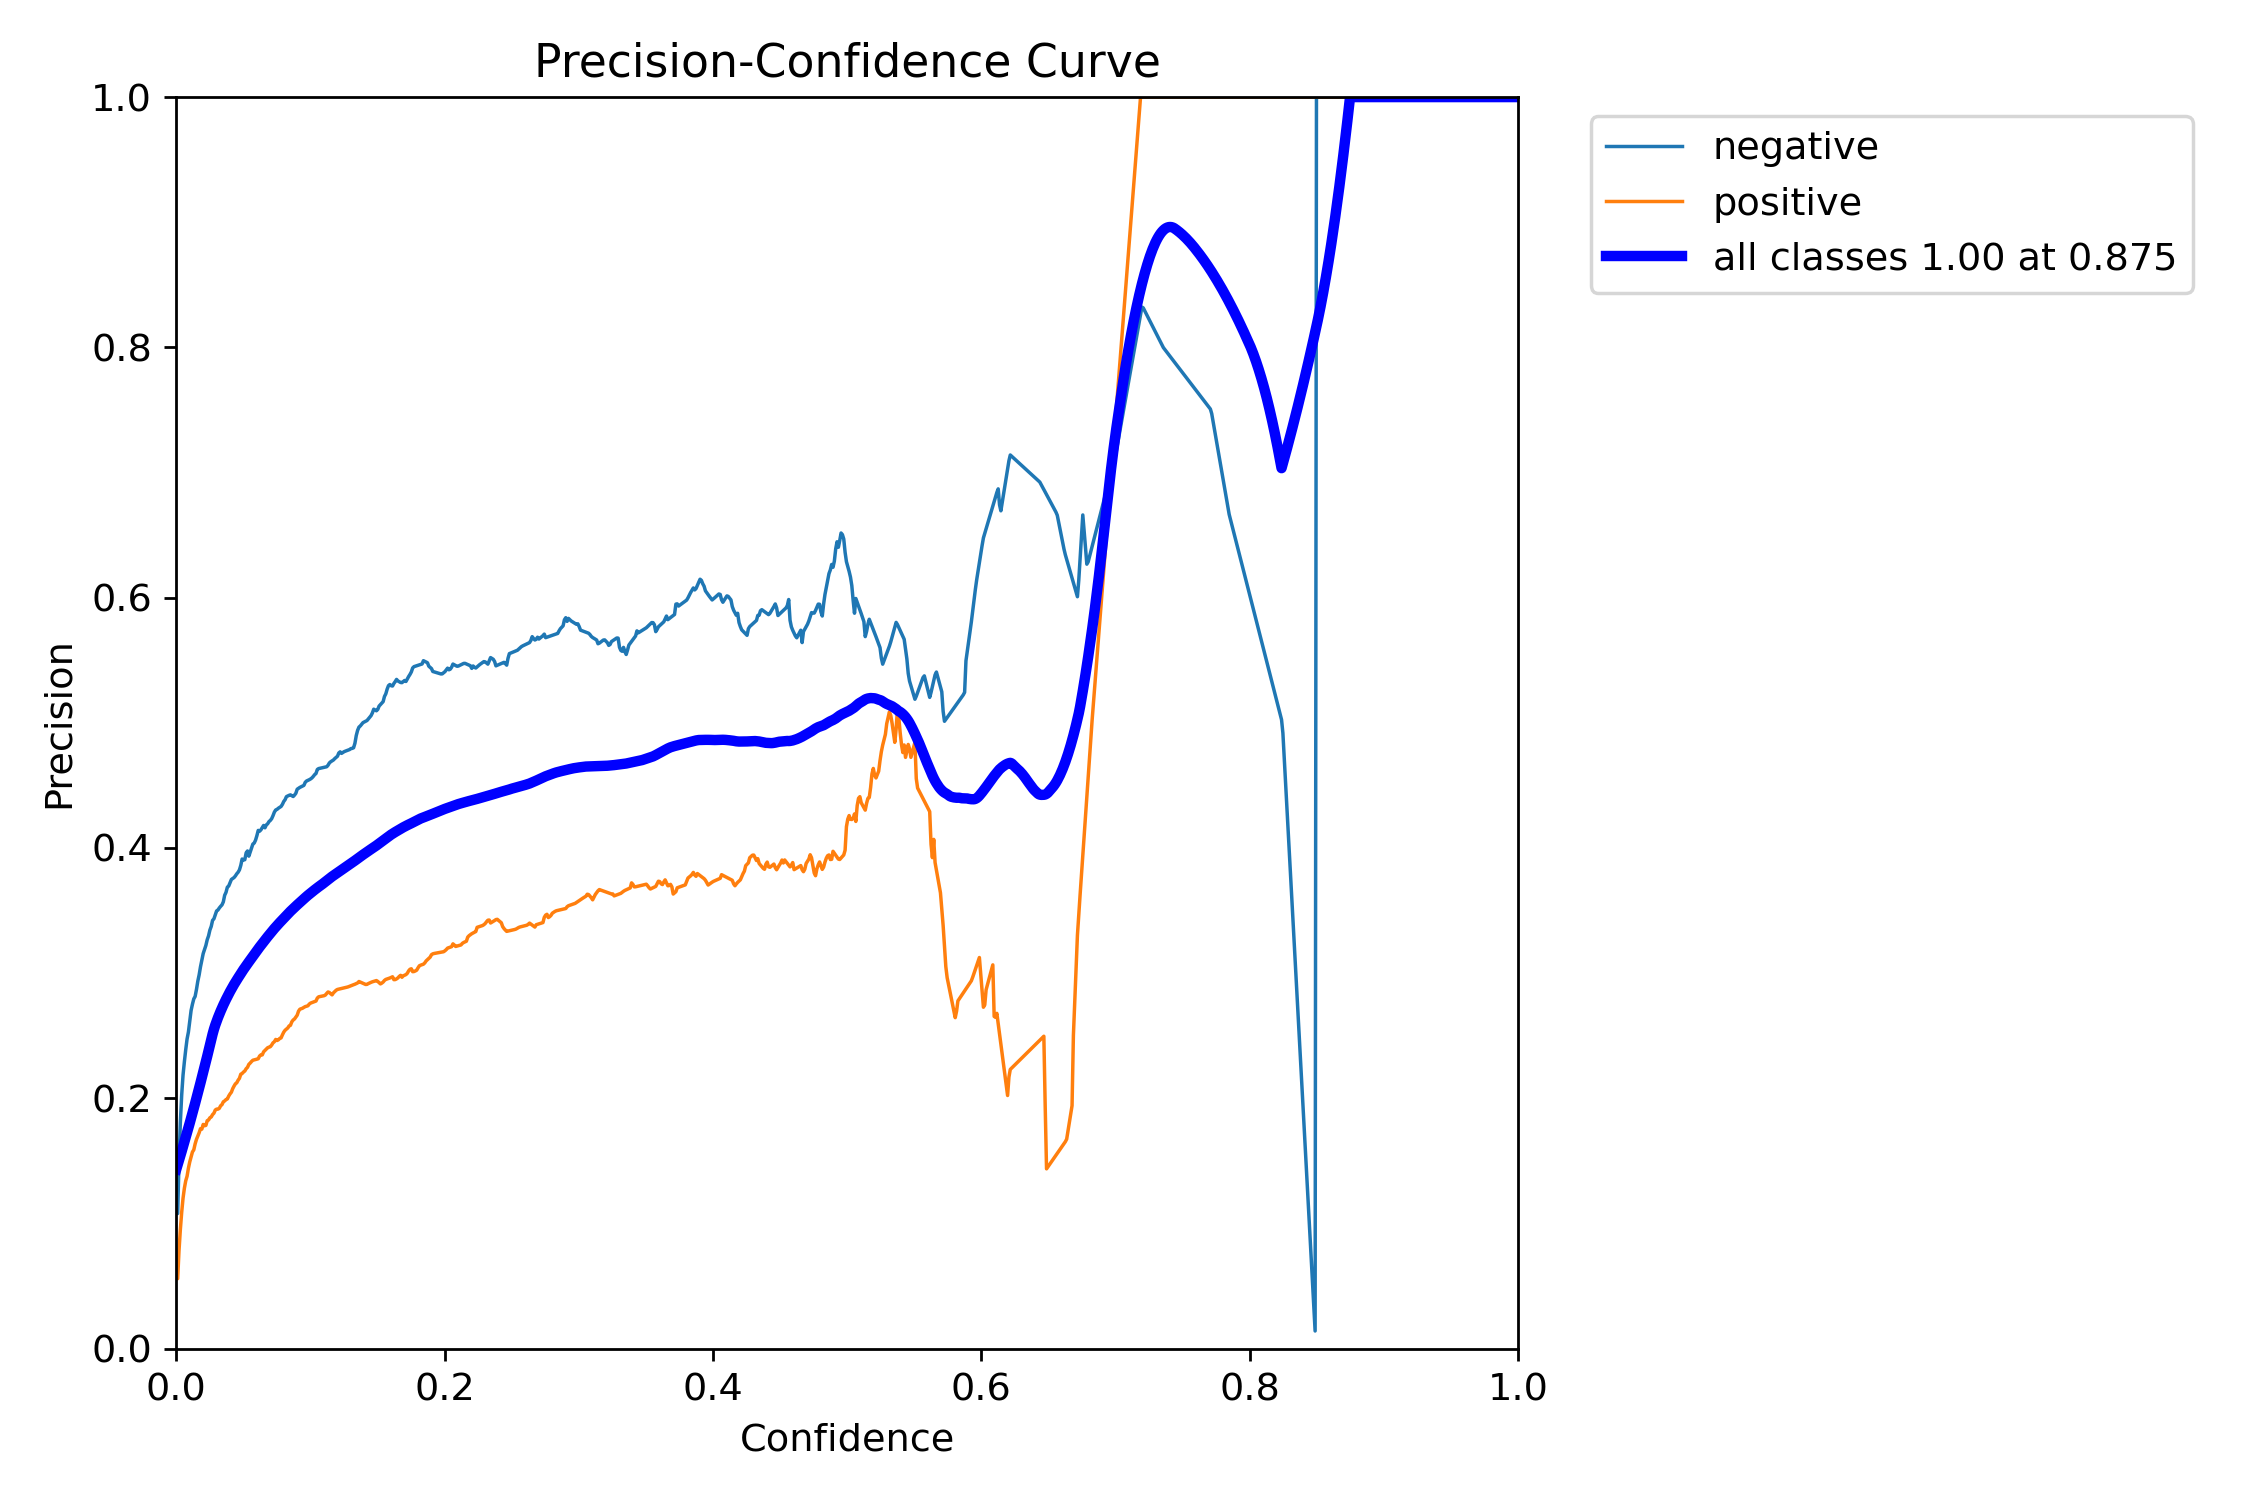 Precision-Confidence Curve
1.0
0.8
0.6
0.4
0.2
0.0
Precision
0.0 0.2 0.4 0.6 0.8 1.0
Confidence
negative
positive
all classes 1.00 at 0.875